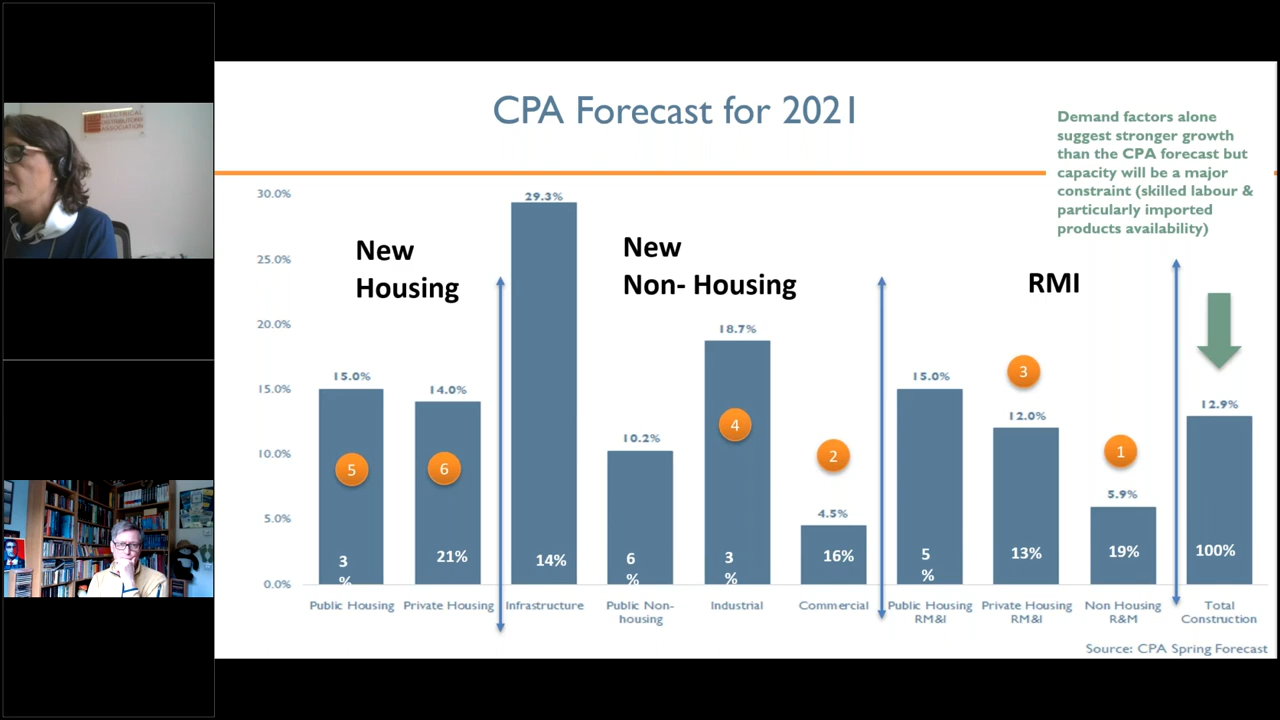 ELECTRICAL
DISTRIBUTORS
ASSOCIATION
CPA Forecast for 2021
Demand factors alone
suggest stronger growth
than the CPA forecast but
capacity will be a major
constraint (skilled labour &
particularly imported
products availability)
30.0%
25.0%
20.0%
15.0%
10.0%
5.0%
0.0%
New
Housing
New
Non- Housing
RMI
15.0%
14.0%
29.3%
10.2%
18.7%
4.5%
15.0%
12.0%
5.9%
12.9%
5
6
4
2
3
1
3
%
21%
14%
6
%
3
%
16%
5
%
13%
19%
100%
Public Housing
Private Housing
Infrastructure
Public Non-
housing
Industrial
Commercial
Public Housing
RM&I
Private Housing
RM&I
Non Housing
R&M
Total
Construction
Source: CPA Spring Forecast